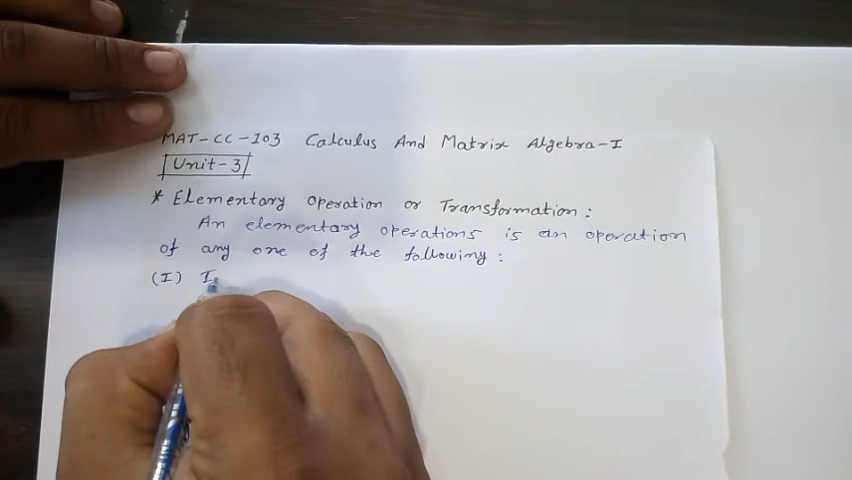 MAT-CC-103 Calculus And Matrix Algebra-I
Unit-3
* Elementary Operation or Transformation:
An elementary operations is an operation
of any one of the following:
(I) I